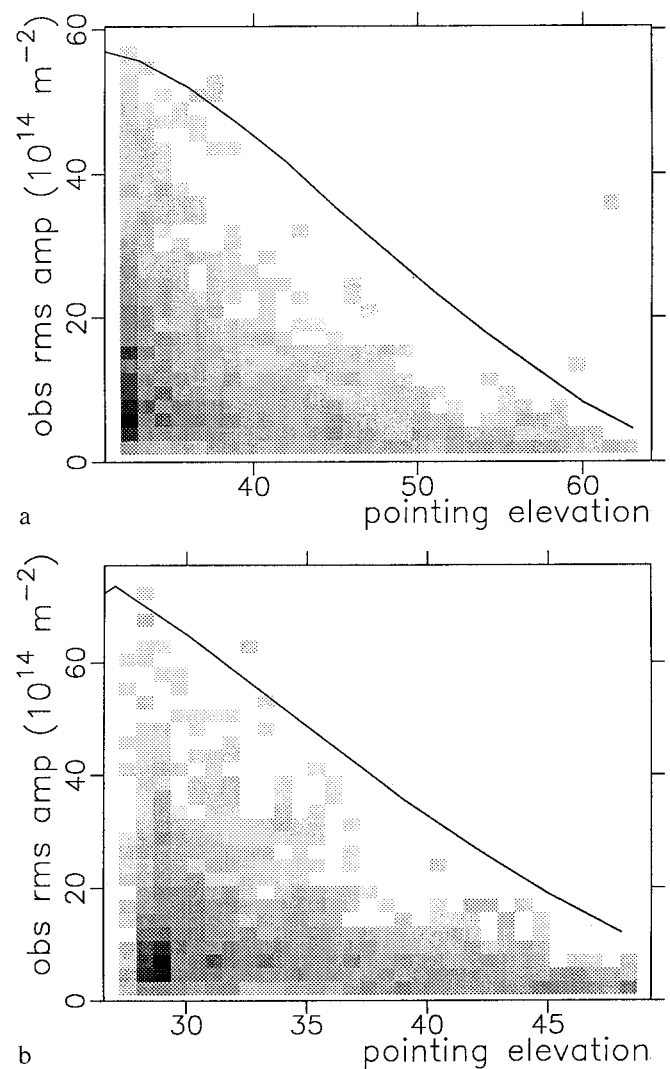 60
40
20
0
obs rms amp (10^14 m^-2)
40 50 60
pointing elevation
a
60
40
20
0
obs rms amp (10^14 m^-2)
30 35 40 45
pointing elevation
b